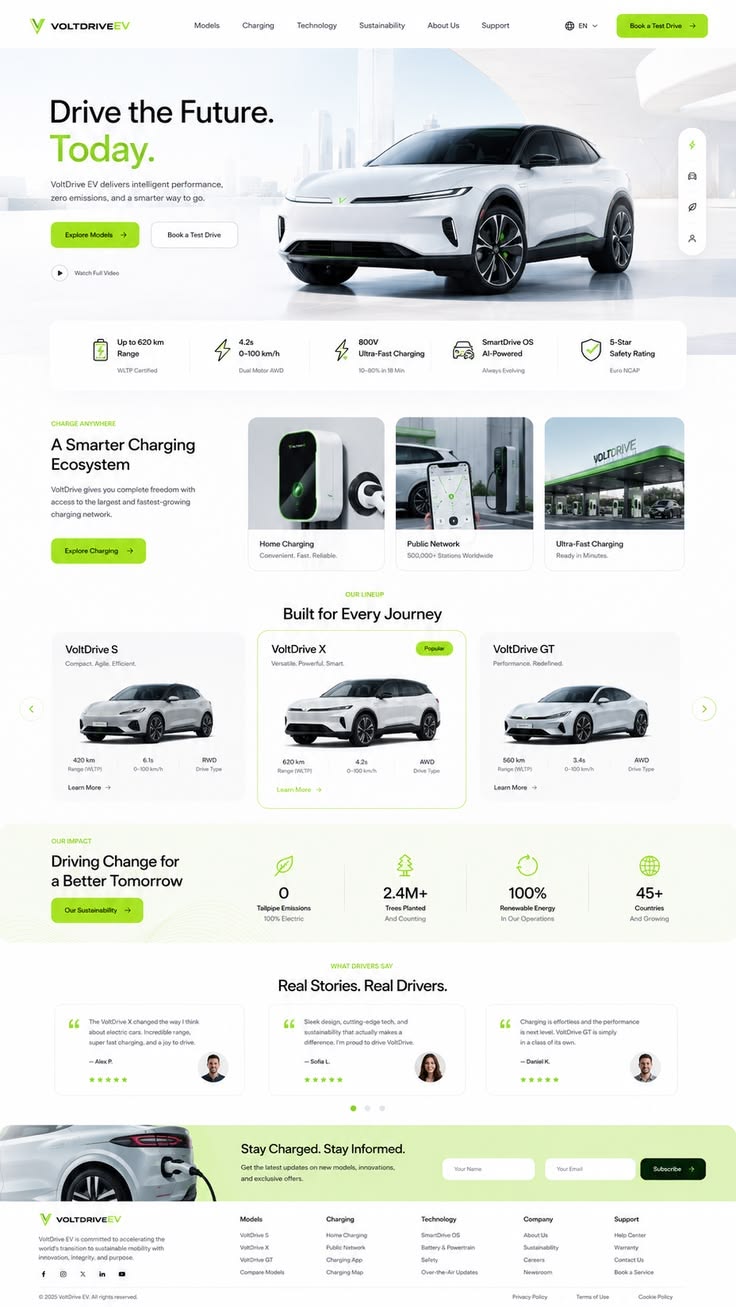 VOLTDRIVEEV
Models
Charging
Technology
Sustainability
About Us
Support
EN
Book a Test Drive
Drive the Future.
Today.
VoltDrive EV delivers intelligent performance,
zero emissions, and a smarter way to go.
Explore Models
Book a Test Drive
Watch Full Video
Up to 620 km
Range
WLTP Certified
4.2s
0–100 km/h
Dual Motor AWD
800V
Ultra-Fast Charging
10–80% in 18 Min
SmartDrive OS
AI-Powered
Always Evolving
5-Star
Safety Rating
Euro NCAP
CHARGE ANYWHERE
A Smarter Charging
Ecosystem
VoltDrive gives you complete freedom with
access to the largest and fastest-growing
charging network.
Explore Charging
VOLTDRIVE
Home Charging
Convenient. Fast. Reliable.
Public Network
500,000+ Stations Worldwide
Ultra-Fast Charging
Ready in Minutes.
OUR LINEUP
Built for Every Journey
VoltDrive S
Compact. Agile. Efficient.
420 km
Range (WLTP)
6.1s
0–100 km/h
RWD
Drive Type
Learn More
VoltDrive X
Popular
Versatile. Powerful. Smart.
620 km
Range (WLTP)
4.2s
0–100 km/h
AWD
Drive Type
Learn More
VoltDrive GT
Performance. Redefined.
560 km
Range (WLTP)
3.4s
0–100 km/h
AWD
Drive Type
Learn More
OUR IMPACT
Driving Change for
a Better Tomorrow
Our Sustainability
0
Tailpipe Emissions
100% Electric
2.4M+
Trees Planted
And Counting
100%
Renewable Energy
In Our Operations
45+
Countries
And Growing
WHAT DRIVERS SAY
Real Stories. Real Drivers.
The VoltDrive X changed the way I think
about electric cars. Incredible range,
super fast charging, and a joy to drive.
— Alex P.
Sleek design, cutting-edge tech, and
sustainability that actually makes a
difference. I'm proud to drive VoltDrive.
— Sofia L.
Charging is effortless and the performance
is next level. VoltDrive GT is simply
in a class of its own.
— Daniel K.
Stay Charged. Stay Informed.
Get the latest updates on new models, innovations,
and exclusive offers.
Your Name
Your Email
Subscribe
VOLTDRIVEEV
VoltDrive EV is committed to accelerating the
world's transition to sustainable mobility with
innovation, integrity, and purpose.
Models
VoltDrive S
VoltDrive X
VoltDrive GT
Compare Models
Charging
Home Charging
Public Network
Charging App
Charging Map
Technology
SmartDrive OS
Battery & Powertrain
Safety
Over-the-Air Updates
Company
About Us
Sustainability
Careers
Newsroom
Support
Help Center
Warranty
Contact Us
Book a Service
© 2025 VoltDrive EV. All rights reserved.
Privacy Policy
Terms of Use
Cookie Policy